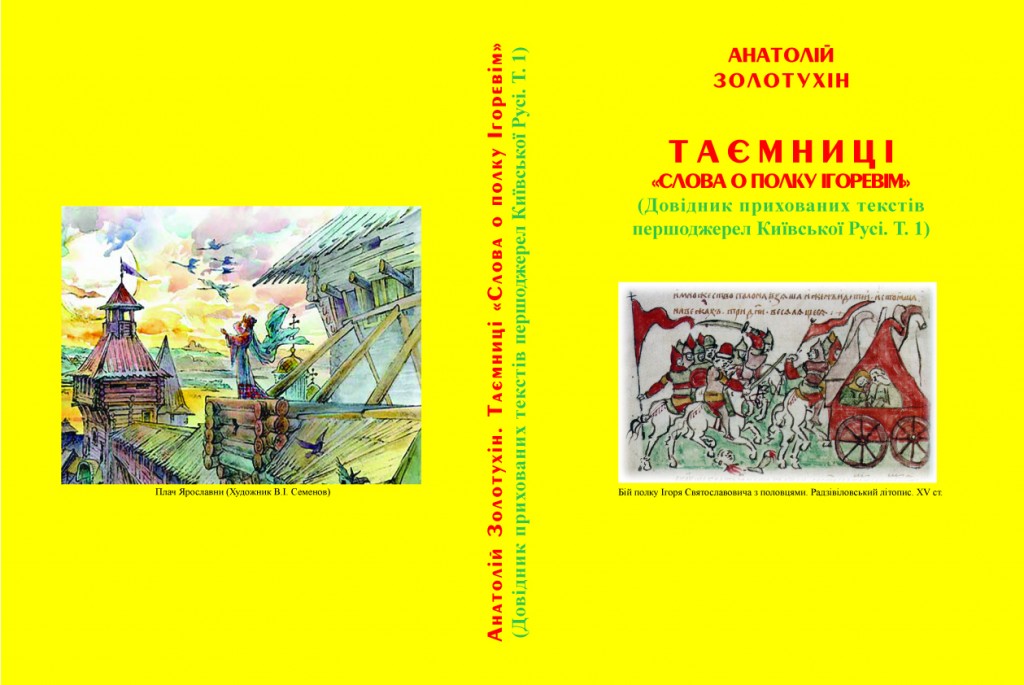 Плач Ярославни (Художник В.І. Семенов)
Анатолій Золотухін. Таємниці «Слова о полку Ігоревім»
(Довідник прихованих текстів першоджерел Київської Русі. Т. 1)
АНАТОЛІЙ
ЗОЛОТУХІН
ТАЄМНИЦІ
«СЛОВА О ПОЛКУ ІГОРЕВІМ»
(Довідник прихованих текстів
першоджерел Київської Русі. Т. 1)
Бій полку Ігоря Святославовича з половцями. Радзівіловський літопис. XV ст.